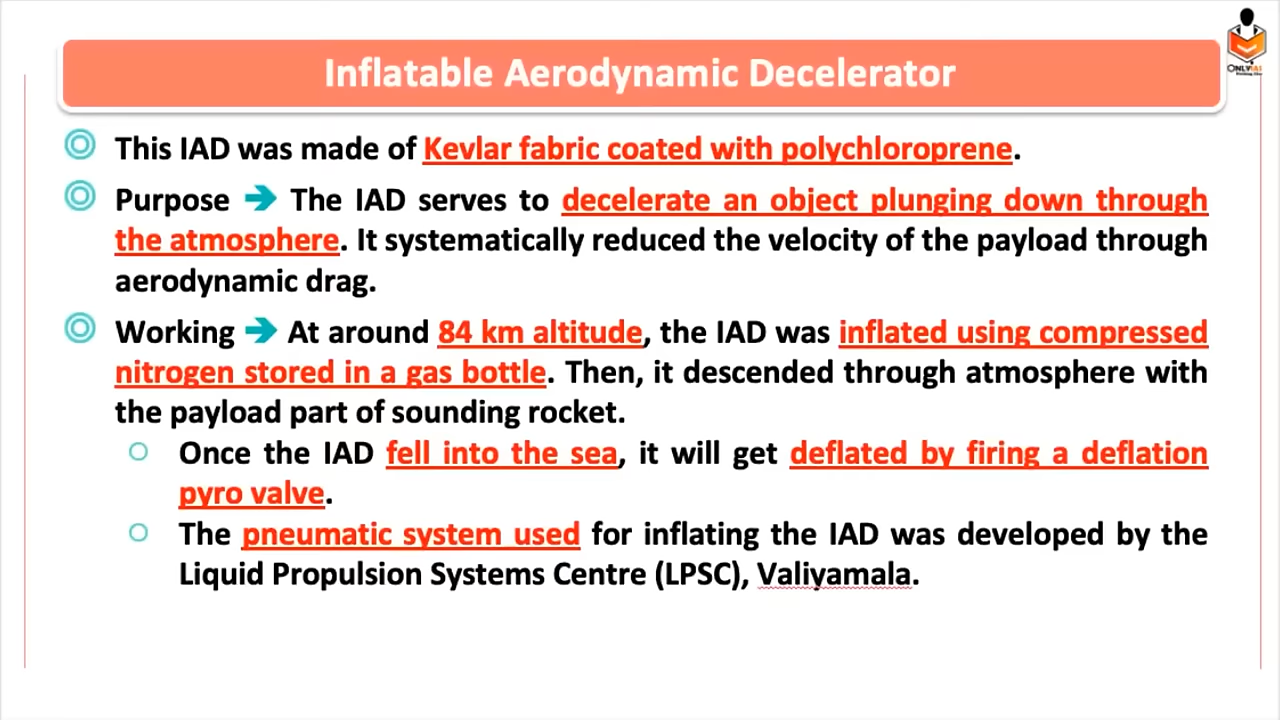 Inflatable Aerodynamic Decelerator
ONLYIAS
This IAD was made of Kevlar fabric coated with polychloroprene.
Purpose ➔ The IAD serves to decelerate an object plunging down through
the atmosphere. It systematically reduced the velocity of the payload through
aerodynamic drag.
Working ➔ At around 84 km altitude, the IAD was inflated using compressed
nitrogen stored in a gas bottle. Then, it descended through atmosphere with
the payload part of sounding rocket.
Once the IAD fell into the sea, it will get deflated by firing a deflation
pyro valve.
The pneumatic system used for inflating the IAD was developed by the
Liquid Propulsion Systems Centre (LPSC), Valiyamala.